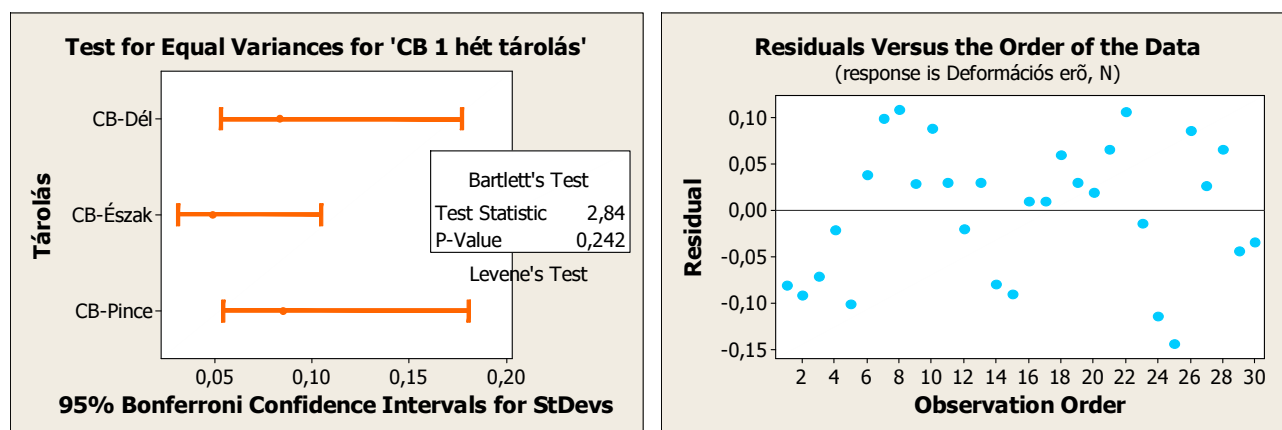 Test for Equal Variances for 'CB 1 hét tárolás'
Tárolás
CB-Dél
CB-Észak
CB-Pince
Bartlett's Test
Test Statistic 2,84
P-Value 0,242
Levene's Test
0,05 0,10 0,15 0,20
95% Bonferroni Confidence Intervals for StDevs
Residuals Versus the Order of the Data
(response is Deformációs erõ, N)
Residual
0,10
0,05
0,00
-0,05
-0,10
-0,15
2 4 6 8 10 12 14 16 18 20 22 24 26 28 30
Observation Order